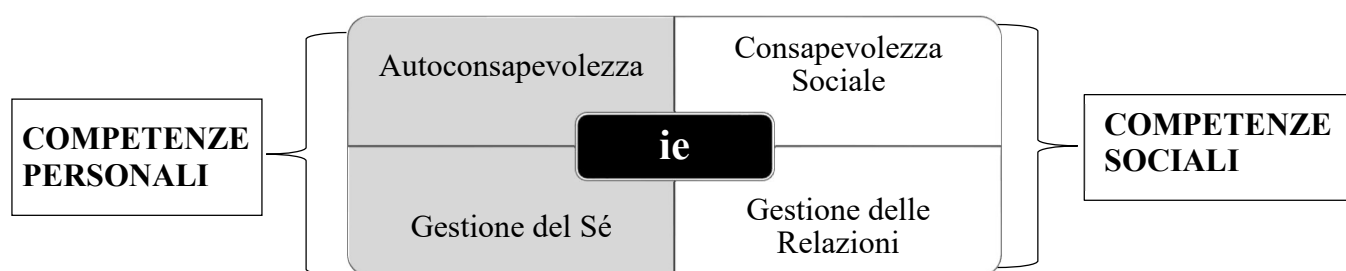 COMPETENZE
PERSONALI
Autoconsapevolezza
Consapevolezza
Sociale
ie
Gestione del Sé
Gestione delle
Relazioni
COMPETENZE
SOCIALI